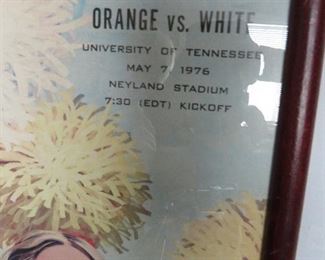 ORANGE vs. WHITE
UNIVERSITY OF TENNESSEE
MAY 7, 1976
NEYLAND STADIUM
7:30 (EDT) KICKOFF